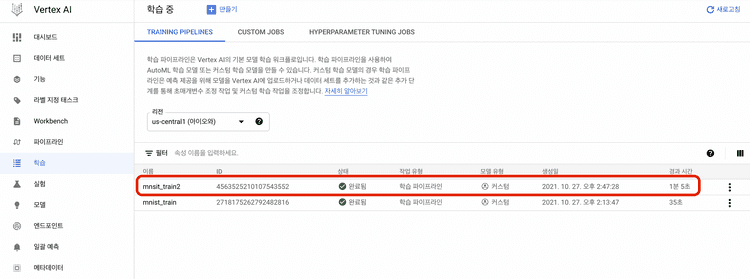 Vertex AI
학습 중
만들기
새로고침
대시보드
데이터 세트
기능
라벨 지정 태스크
Workbench
파이프라인
학습
실험
모델
엔드포인트
일괄 예측
메타데이터
TRAINING PIPELINES CUSTOM JOBS HYPERPARAMETER TUNING JOBS
학습 파이프라인은 Vertex AI의 기본 모델 학습 워크플로입니다. 학습 파이프라인을 사용하여
AutoML 학습 모델 또는 커스텀 학습 모델을 만들 수 있습니다. 커스텀 학습 모델의 경우 학습 파이프
라인은 예측 제공을 위해 모델을 Vertex AI에 업로드하거나 데이터 세트를 추가하는 것과 같은 추가 단
계를 통해 초매개변수 조정 작업 및 커스텀 학습 작업을 조정합니다. 자세히 알아보기
리전
us-central1 (아이오와)
필터 속성 이름을 입력하세요.
이름 ID 상태 작업 유형 모델 유형 생성일 경과 시간
mnsit_train2 4563525210107543552 완료됨 학습 파이프라인 커스텀 2021. 10. 27. 오후 2:47:28 1분 5초
mnist_train 2718175262792482816 완료됨 학습 파이프라인 커스텀 2021. 10. 27. 오후 2:13:47 35초